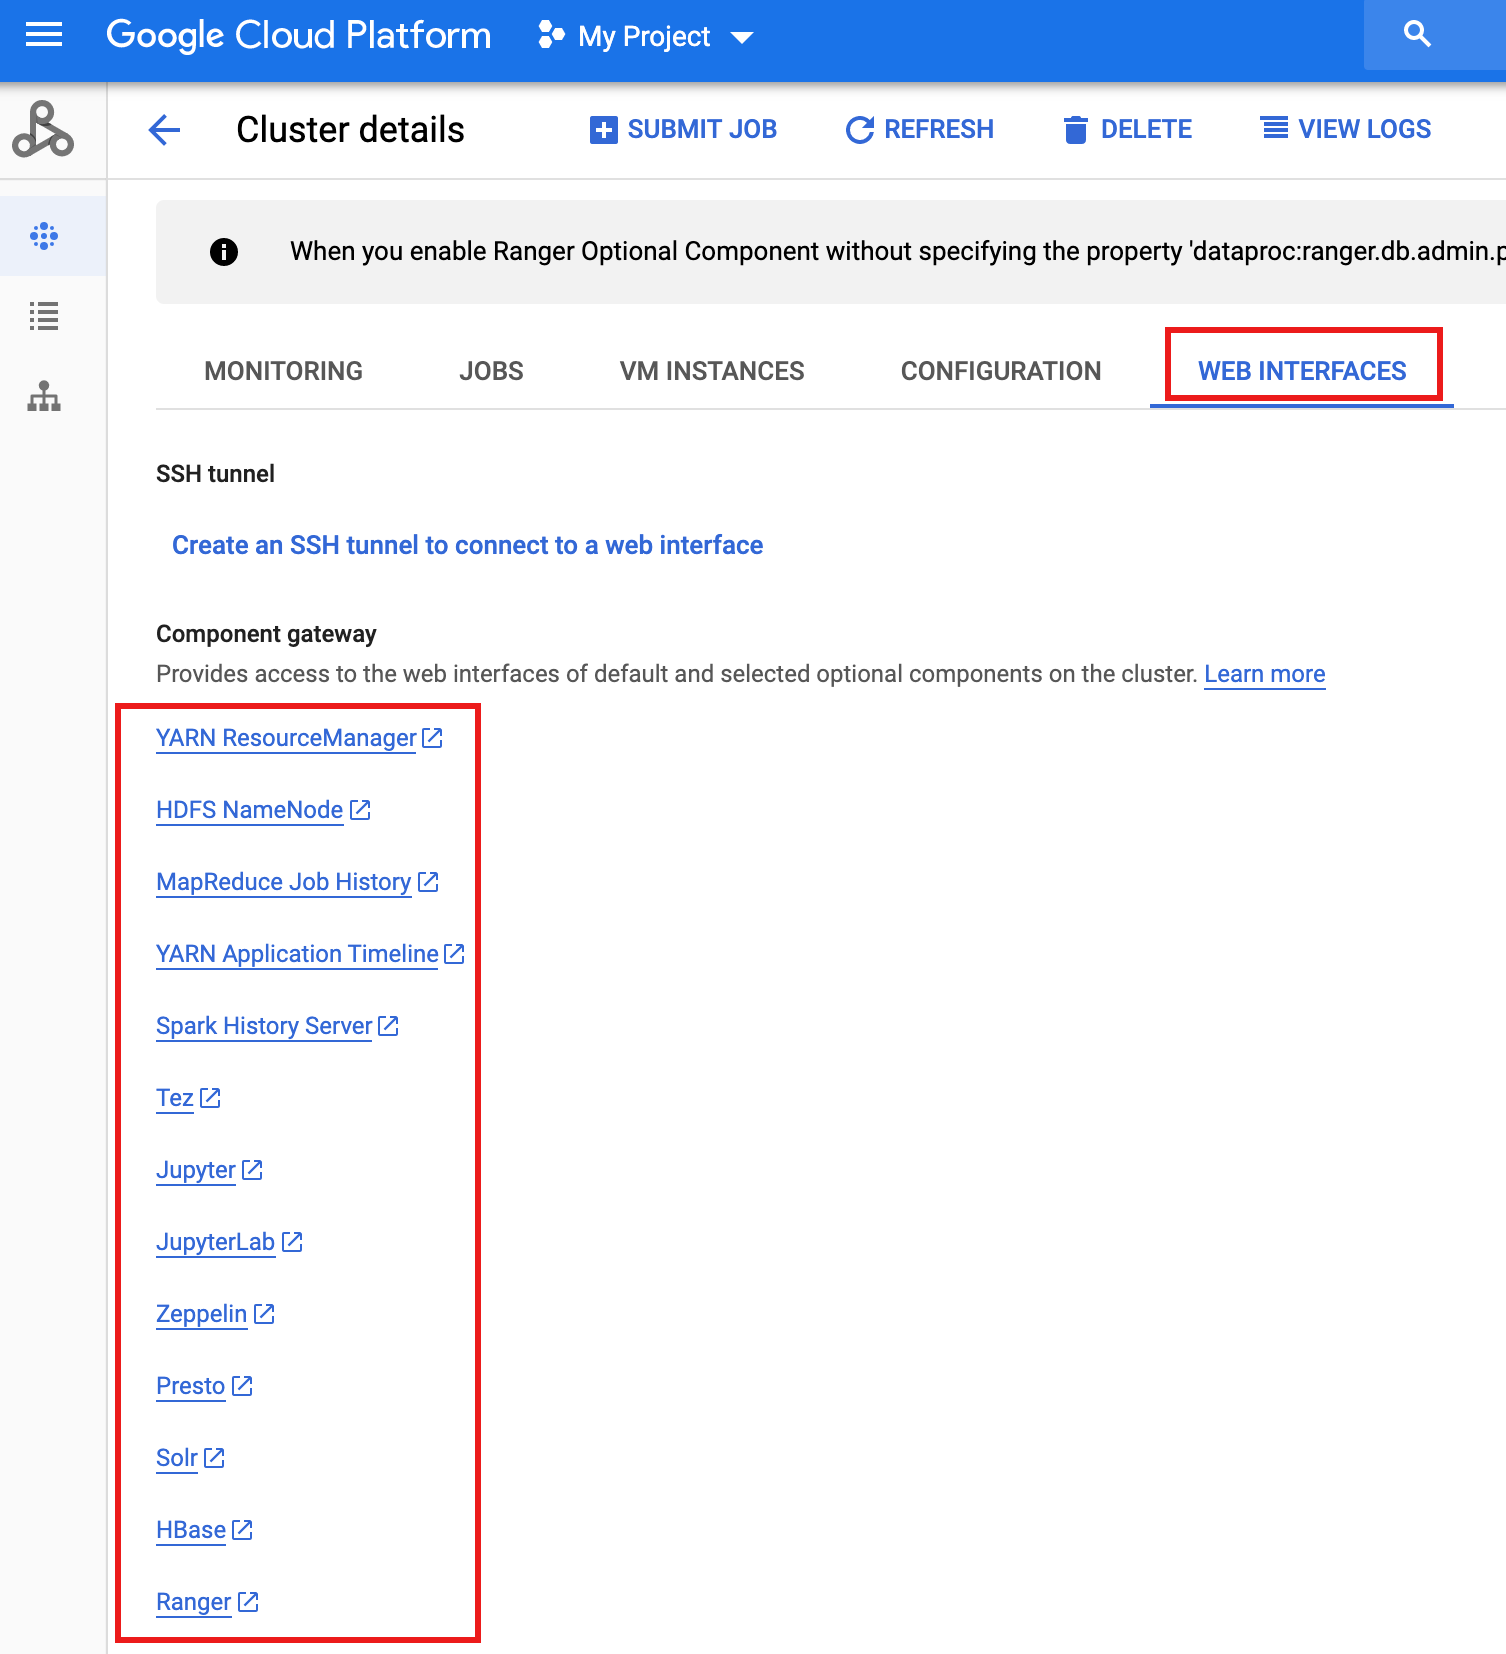 Google Cloud Platform My Project
Cluster details SUBMIT JOB REFRESH DELETE VIEW LOGS
When you enable Ranger Optional Component without specifying the property 'dataproc:ranger.db.admin.p
MONITORING JOBS VM INSTANCES CONFIGURATION WEB INTERFACES
SSH tunnel
Create an SSH tunnel to connect to a web interface
Component gateway
Provides access to the web interfaces of default and selected optional components on the cluster. Learn more
YARN ResourceManager
HDFS NameNode
MapReduce Job History
YARN Application Timeline
Spark History Server
Tez
Jupyter
JupyterLab
Zeppelin
Presto
Solr
HBase
Ranger